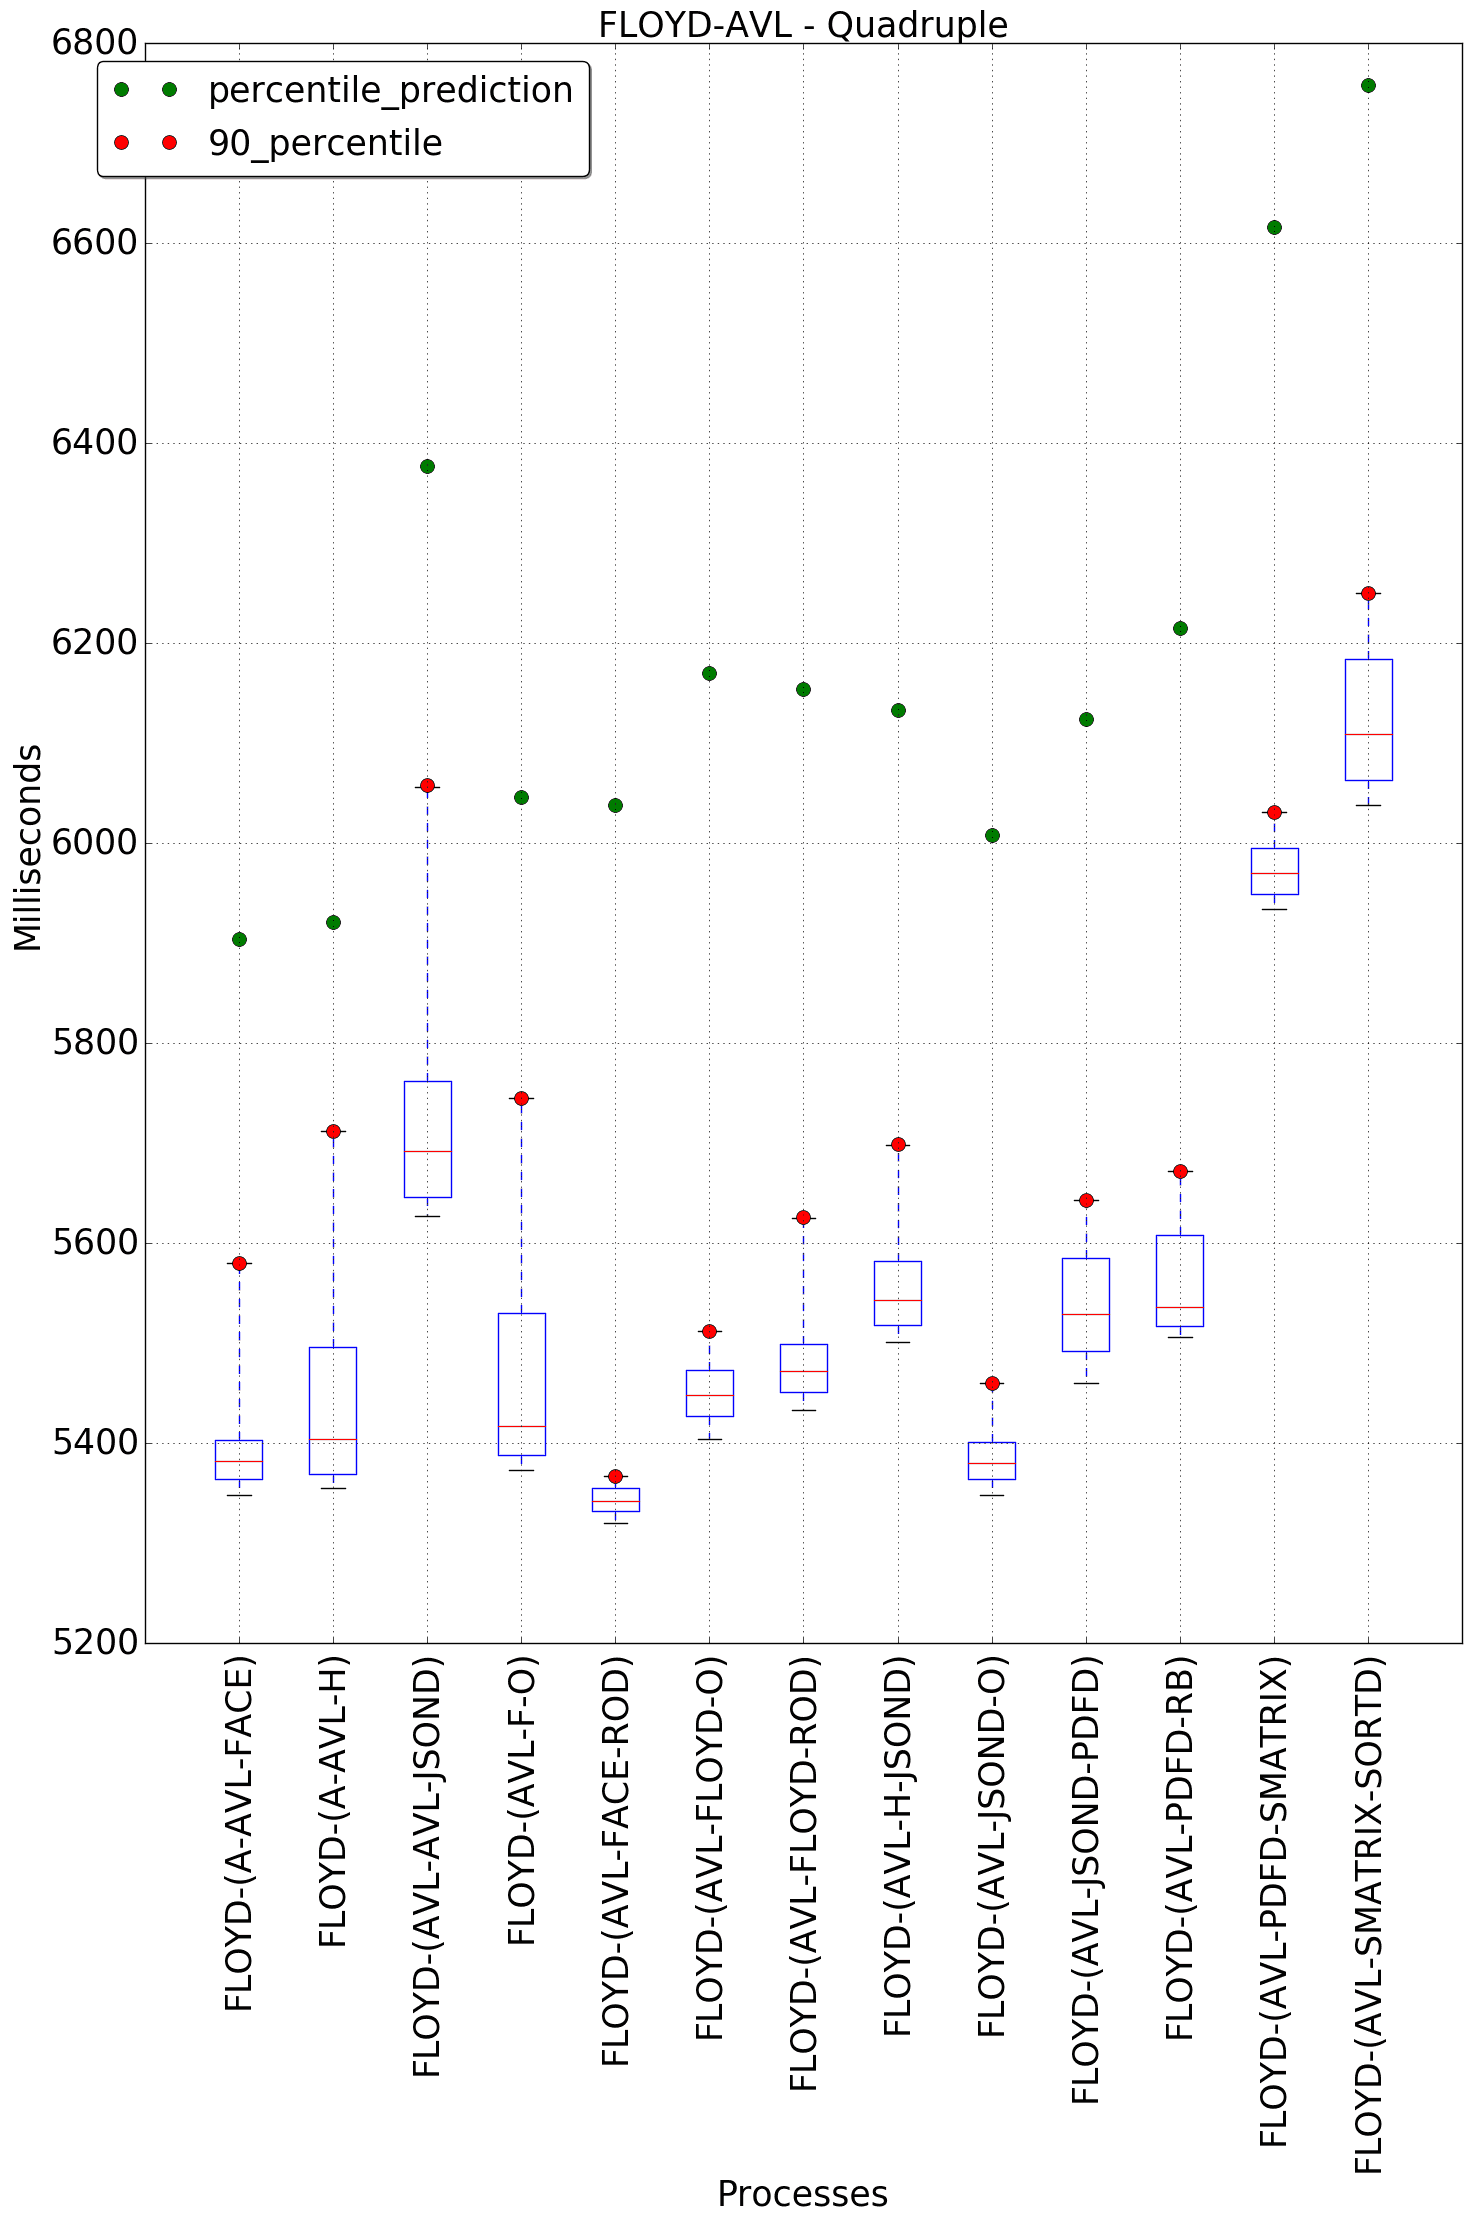 FLOYD-AVL - Quadruple
percentile_prediction
90_percentile
6800
6600
6400
6200
6000
5800
5600
5400
5200
Milliseconds
FLOYD-(A-AVL-FACE)
FLOYD-(A-AVL-H)
FLOYD-(AVL-AVL-JSOND)
FLOYD-(AVL-F-O)
FLOYD-(AVL-FACE-ROD)
FLOYD-(AVL-FLOYD-O)
FLOYD-(AVL-FLOYD-ROD)
FLOYD-(AVL-H-JSOND)
FLOYD-(AVL-JSOND-O)
FLOYD-(AVL-JSOND-PDFD)
FLOYD-(AVL-PDFD-RB)
FLOYD-(AVL-PDFD-SMATRIX)
FLOYD-(AVL-SMATRIX-SORTD)
Processes